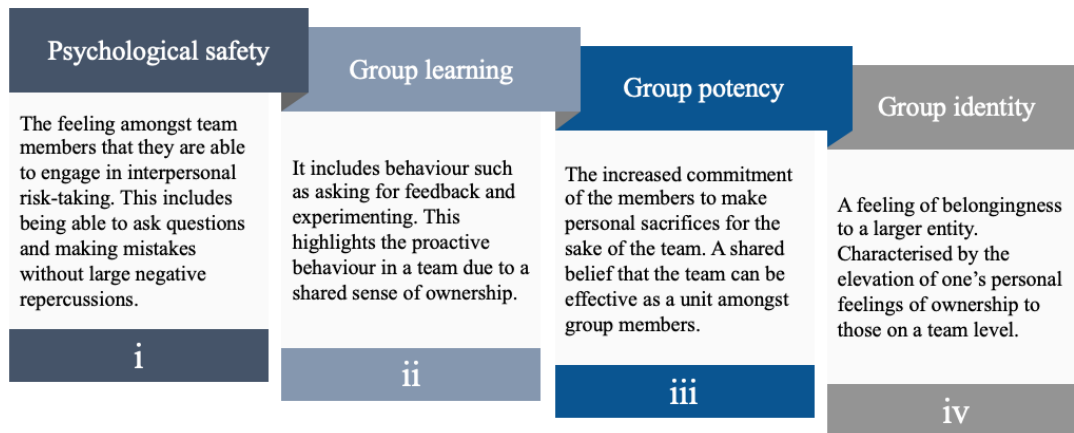 Psychological safety
The feeling amongst team
members that they are able
to engage in interpersonal
risk-taking. This includes
being able to ask questions
and making mistakes
without large negative
repercussions.
i
Group learning
It includes behaviour such
as asking for feedback and
experimenting. This
highlights the proactive
behaviour in a team due to a
shared sense of ownership.
ii
Group potency
The increased commitment
of the members to make
personal sacrifices for the
sake of the team. A shared
belief that the team can be
effective as a unit amongst
group members.
iii
Group identity
A feeling of belongingness
to a larger entity.
Characterised by the
elevation of one’s personal
feelings of ownership to
those on a team level.
iv